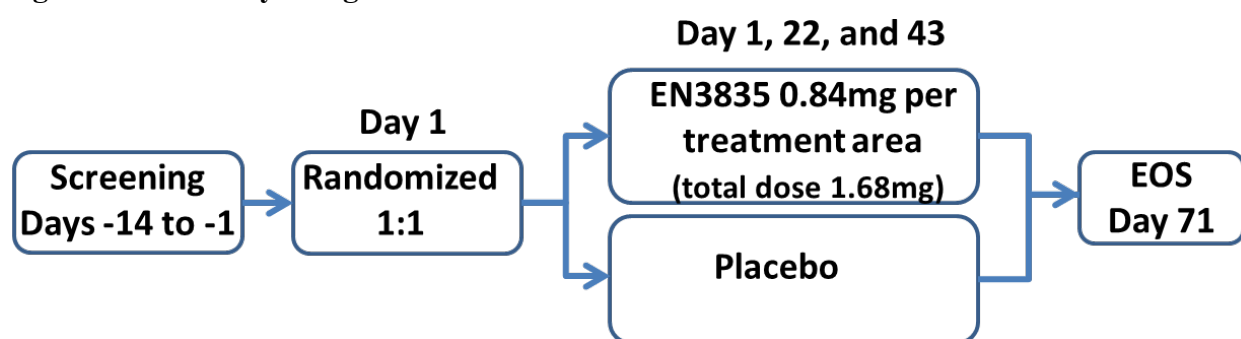 Day 1, 22, and 43
EN3835 0.84mg per
treatment area
(total dose 1.68mg)
Day 1
Screening
Days -14 to -1
Randomized
1:1
EOS
Day 71
Placebo